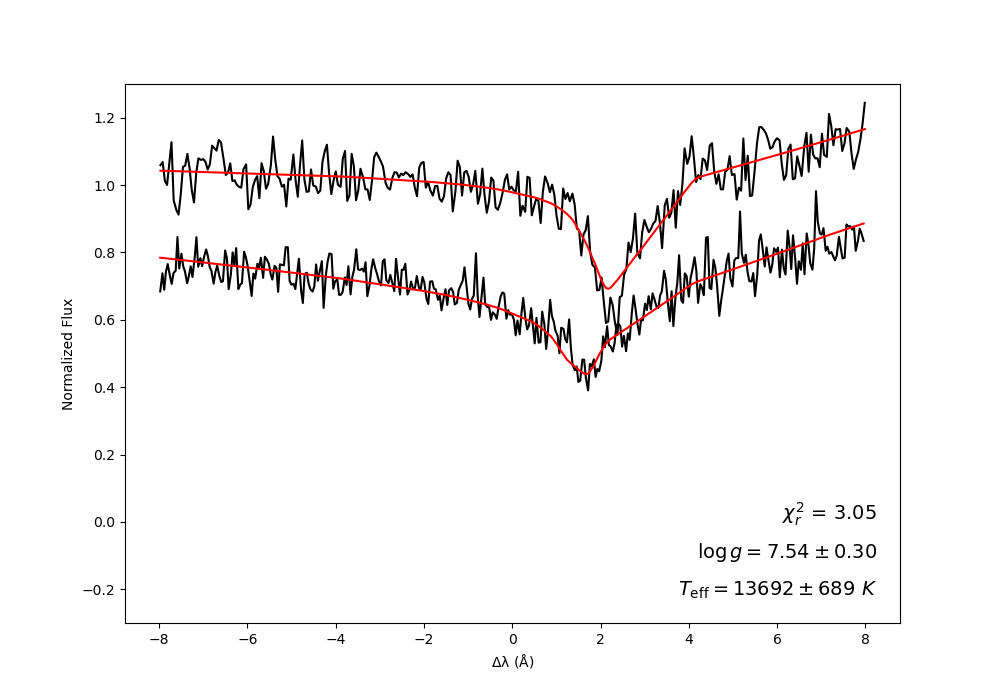 1.2
1.0
0.8
0.6
0.4
0.2
0.0
−0.2
Normalized Flux
χ²ᵣ = 3.05
log g = 7.54 ± 0.30
T_eff = 13692 ± 689 K
−8 −6 −4 −2 0 2 4 6 8
Δλ (Å)